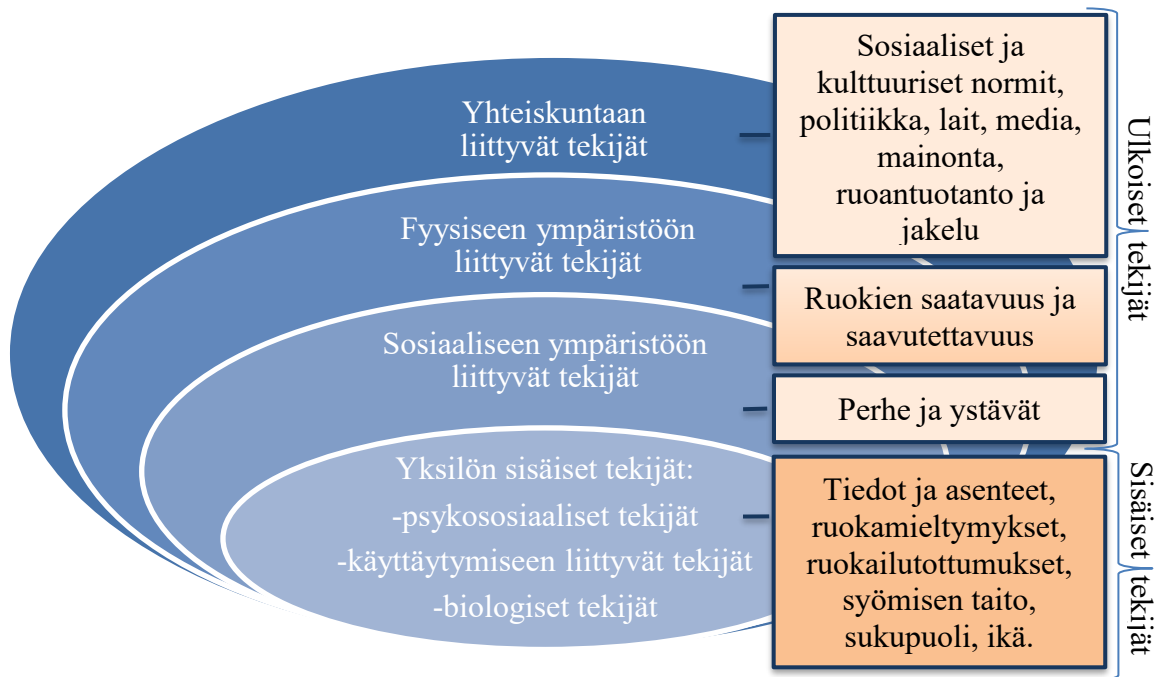 Yhteiskuntaan
liittyvät tekijät
Sosiaaliset ja
kulttuuriset normit,
politiikka, lait, media,
mainonta,
ruoantuotanto ja
jakelu
Fyysiseen ympäristöön
liittyvät tekijät
Ruokien saatavuus ja
saavutettavuus
Sosiaaliseen ympäristöön
liittyvät tekijät
Perhe ja ystävät
Ulkoiset tekijät
Yksilön sisäiset tekijät:
-psykososiaaliset tekijät
-käyttäytymiseen liittyvät tekijät
-biologiset tekijät
Tiedot ja asenteet,
ruokamieltymykset,
ruokailutottumukset,
syömisen taito,
sukupuoli, ikä.
Sisäiset tekijät